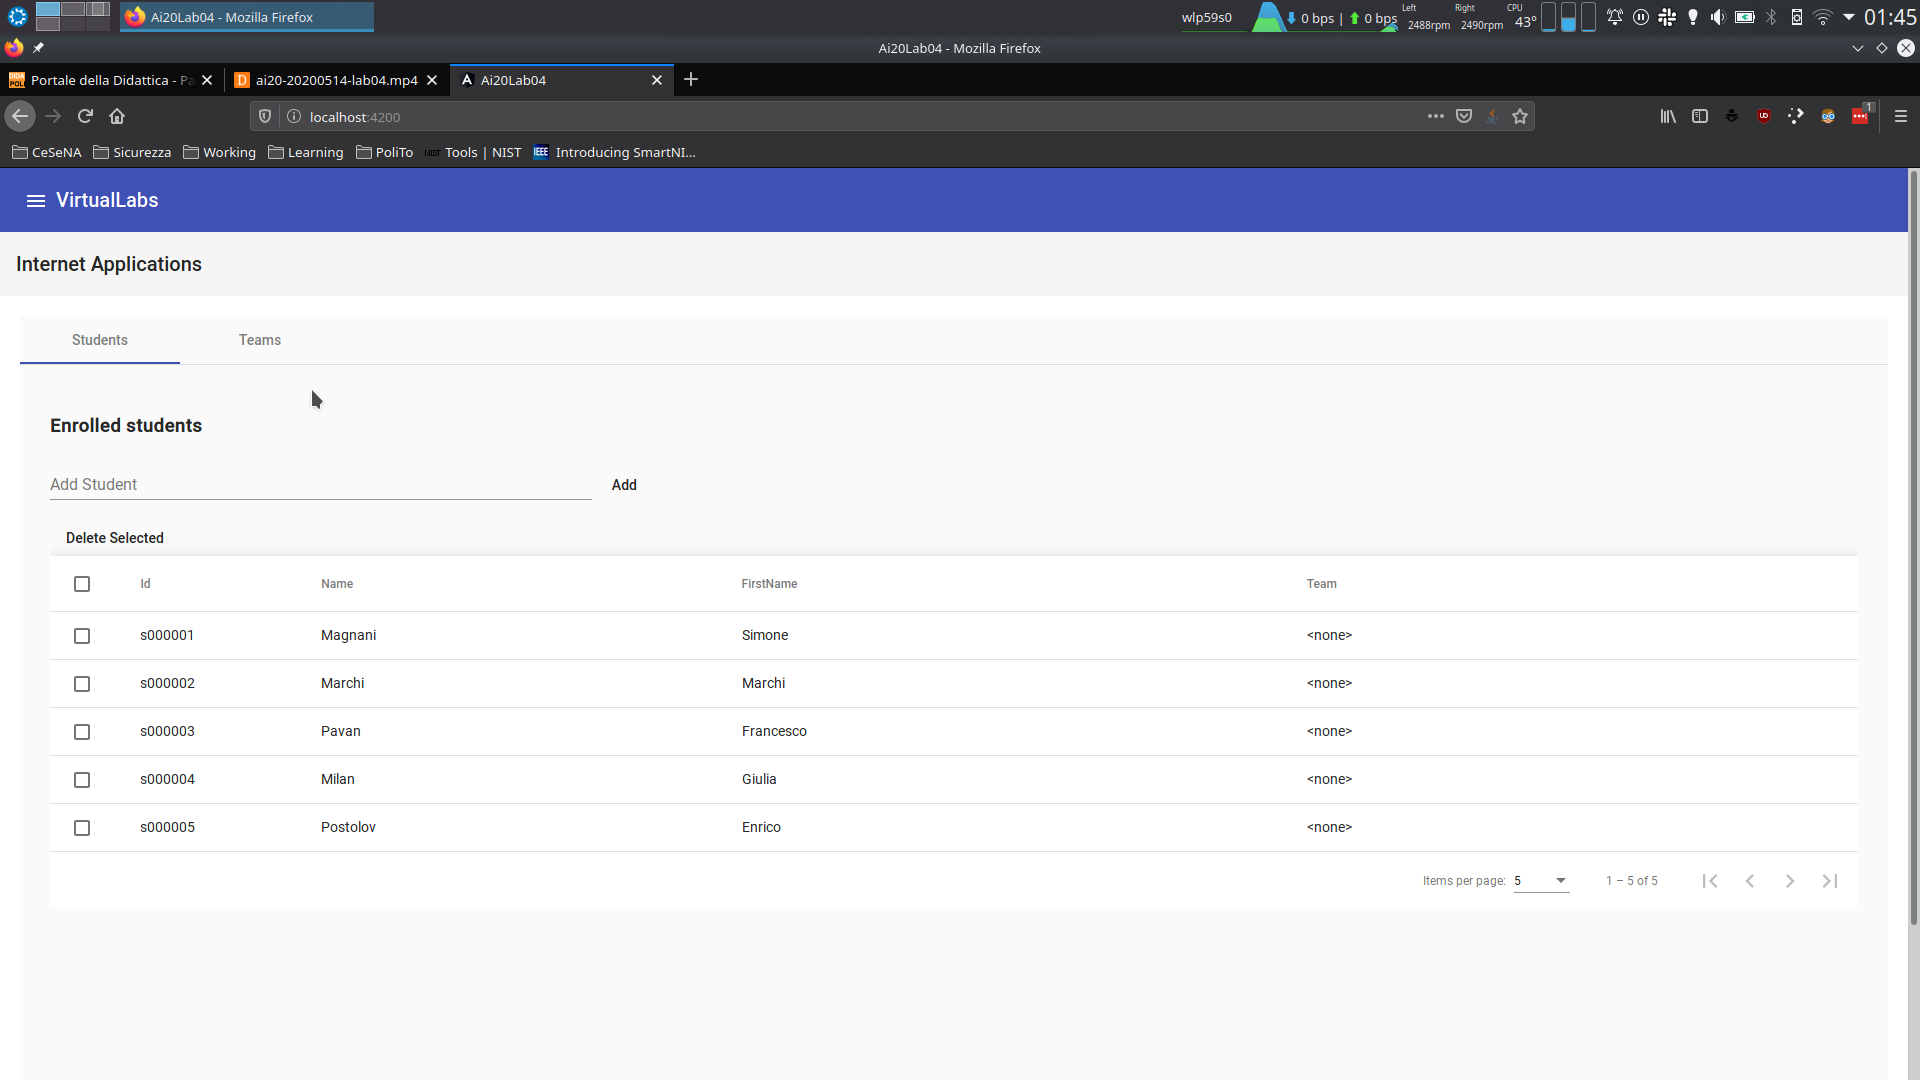 Ai20Lab04 - Mozilla Firefox
wlp59s0
0 bps | 0 bps
Left
2488rpm
Right
2490rpm
CPU
43°
01:45
Ai20Lab04 - Mozilla Firefox
Portale della Didattica - Pa
ai20-20200514-lab04.mp4
Ai20Lab04
localhost:4200
1
CeSeNA
Sicurezza
Working
Learning
PoliTo
NIST Tools | NIST
IEEE Introducing SmartNI...
VirtualLabs
Internet Applications
Students
Teams
Enrolled students
Add Student
Add
Delete Selected
Id Name FirstName Team
s000001 Magnani Simone <none>
s000002 Marchi Marchi <none>
s000003 Pavan Francesco <none>
s000004 Milan Giulia <none>
s000005 Postolov Enrico <none>
Items per page: 5 1 – 5 of 5